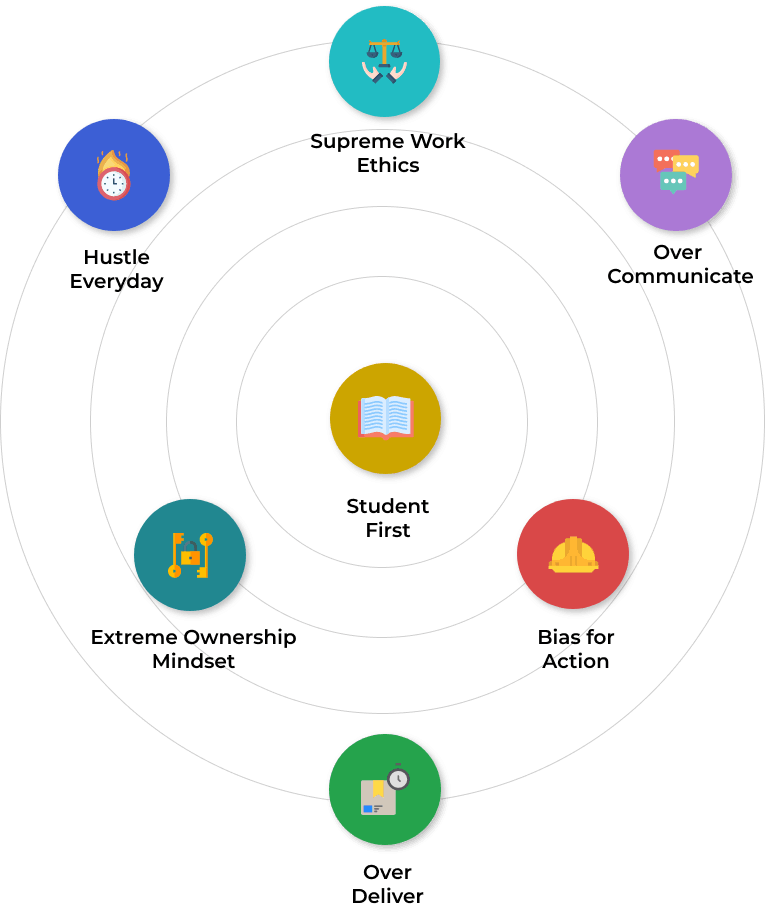 Supreme Work
Ethics
Hustle
Everyday
Over
Communicate
Student
First
Extreme Ownership
Mindset
Bias for
Action
Over
Deliver